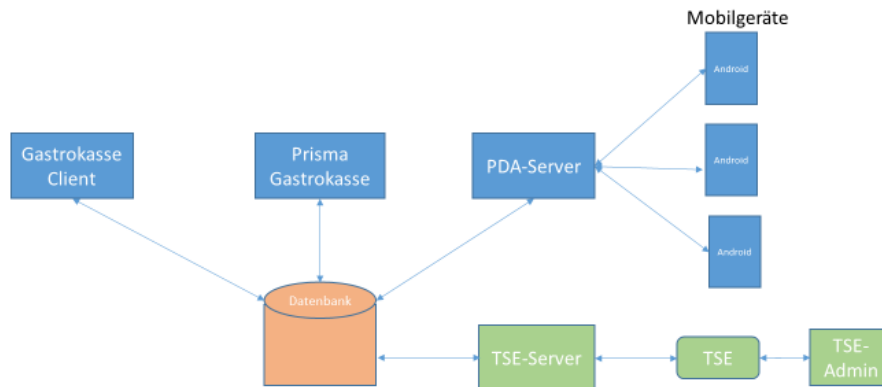 Mobilgeräte
Android
Gastrokasse
Client
Prisma
Gastrokasse
PDA-Server
Android
Android
Datenbank
TSE-Server
TSE
TSE-
Admin